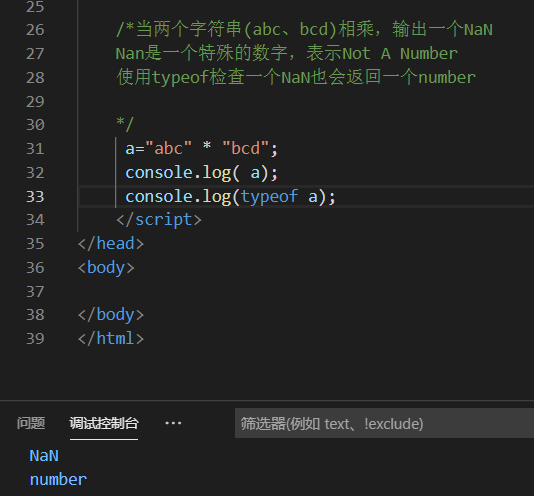 25
26 /*当两个字符串(abc、bcd)相乘，输出一个NaN
27 Nan是一个特殊的数字，表示Not A Number
28 使用typeof检查一个NaN也会返回一个number
29
30 */
31 a="abc" * "bcd";
32 console.log( a);
33 console.log(typeof a);
34 </script>
35 </head>
36 <body>
37
38 </body>
39 </html>
问题 调试控制台 ··· 筛选器(例如 text、!exclude)
NaN
number